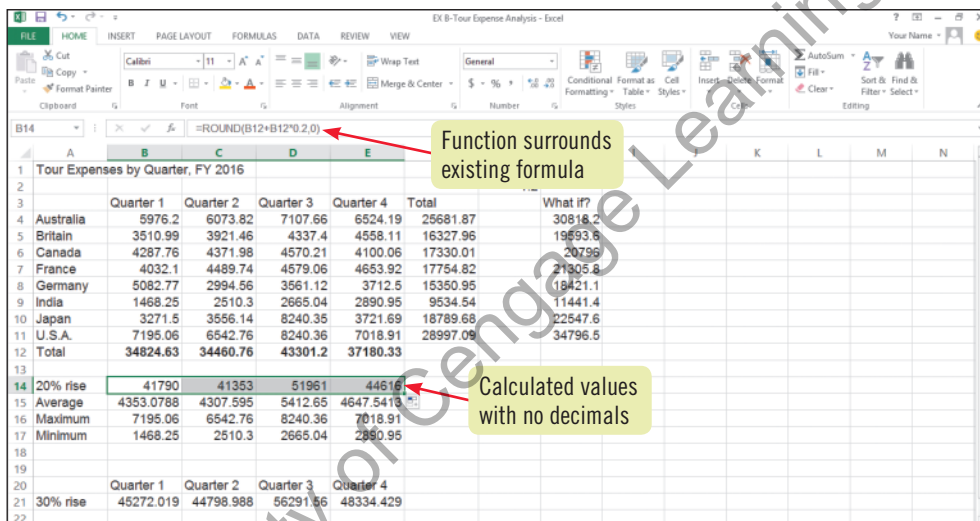 EX B-Tour Expense Analysis - Excel
FILE HOME INSERT PAGE LAYOUT FORMULAS DATA REVIEW VIEW Your Name
Paste
Cut
Copy
Format Painter
Clipboard
Calibri 11
B I U
Font
Wrap Text
Merge & Center
Alignment
General
$ % ,
Number
Conditional Formatting
Format as Table
Cell Styles
Styles
Insert Delete Format
Cells
AutoSum
Fill
Clear
Sort & Filter
Find & Select
Editing
B14 fx =ROUND(B12+B12*0.2,0)
Function surrounds
existing formula
A B C D E J K L M N
1 Tour Expenses by Quarter, FY 2016
2
3 Quarter 1 Quarter 2 Quarter 3 Quarter 4 Total What if?
4 Australia 5976.2 6073.82 7107.66 6524.19 25681.87 30818.2
5 Britain 3510.99 3921.46 4337.4 4558.11 16327.96 19593.6
6 Canada 4287.76 4371.98 4570.21 4100.06 17330.01 20796
7 France 4032.1 4489.74 4579.06 4653.92 17754.82 21305.8
8 Germany 5082.77 2994.56 3561.12 3712.5 15350.95 18421.1
9 India 1468.25 2510.3 2665.04 2890.95 9534.54 11441.4
10 Japan 3271.5 3556.14 8240.35 3721.69 18789.68 22547.6
11 U.S.A. 7195.06 6542.76 8240.36 7018.91 28997.09 34796.5
12 Total 34824.63 34460.76 43301.2 37180.33
13
14 20% rise 41790 41353 51961 44616
Calculated values
with no decimals
15 Average 4353.0788 4307.595 5412.65 4647.5413
16 Maximum 7195.06 6542.76 8240.36 7018.91
17 Minimum 1468.25 2510.3 2665.04 2890.95
18
19
20 Quarter 1 Quarter 2 Quarter 3 Quarter 4
21 30% rise 45272.019 44798.988 56291.56 48334.429
22
of Cengage Learning